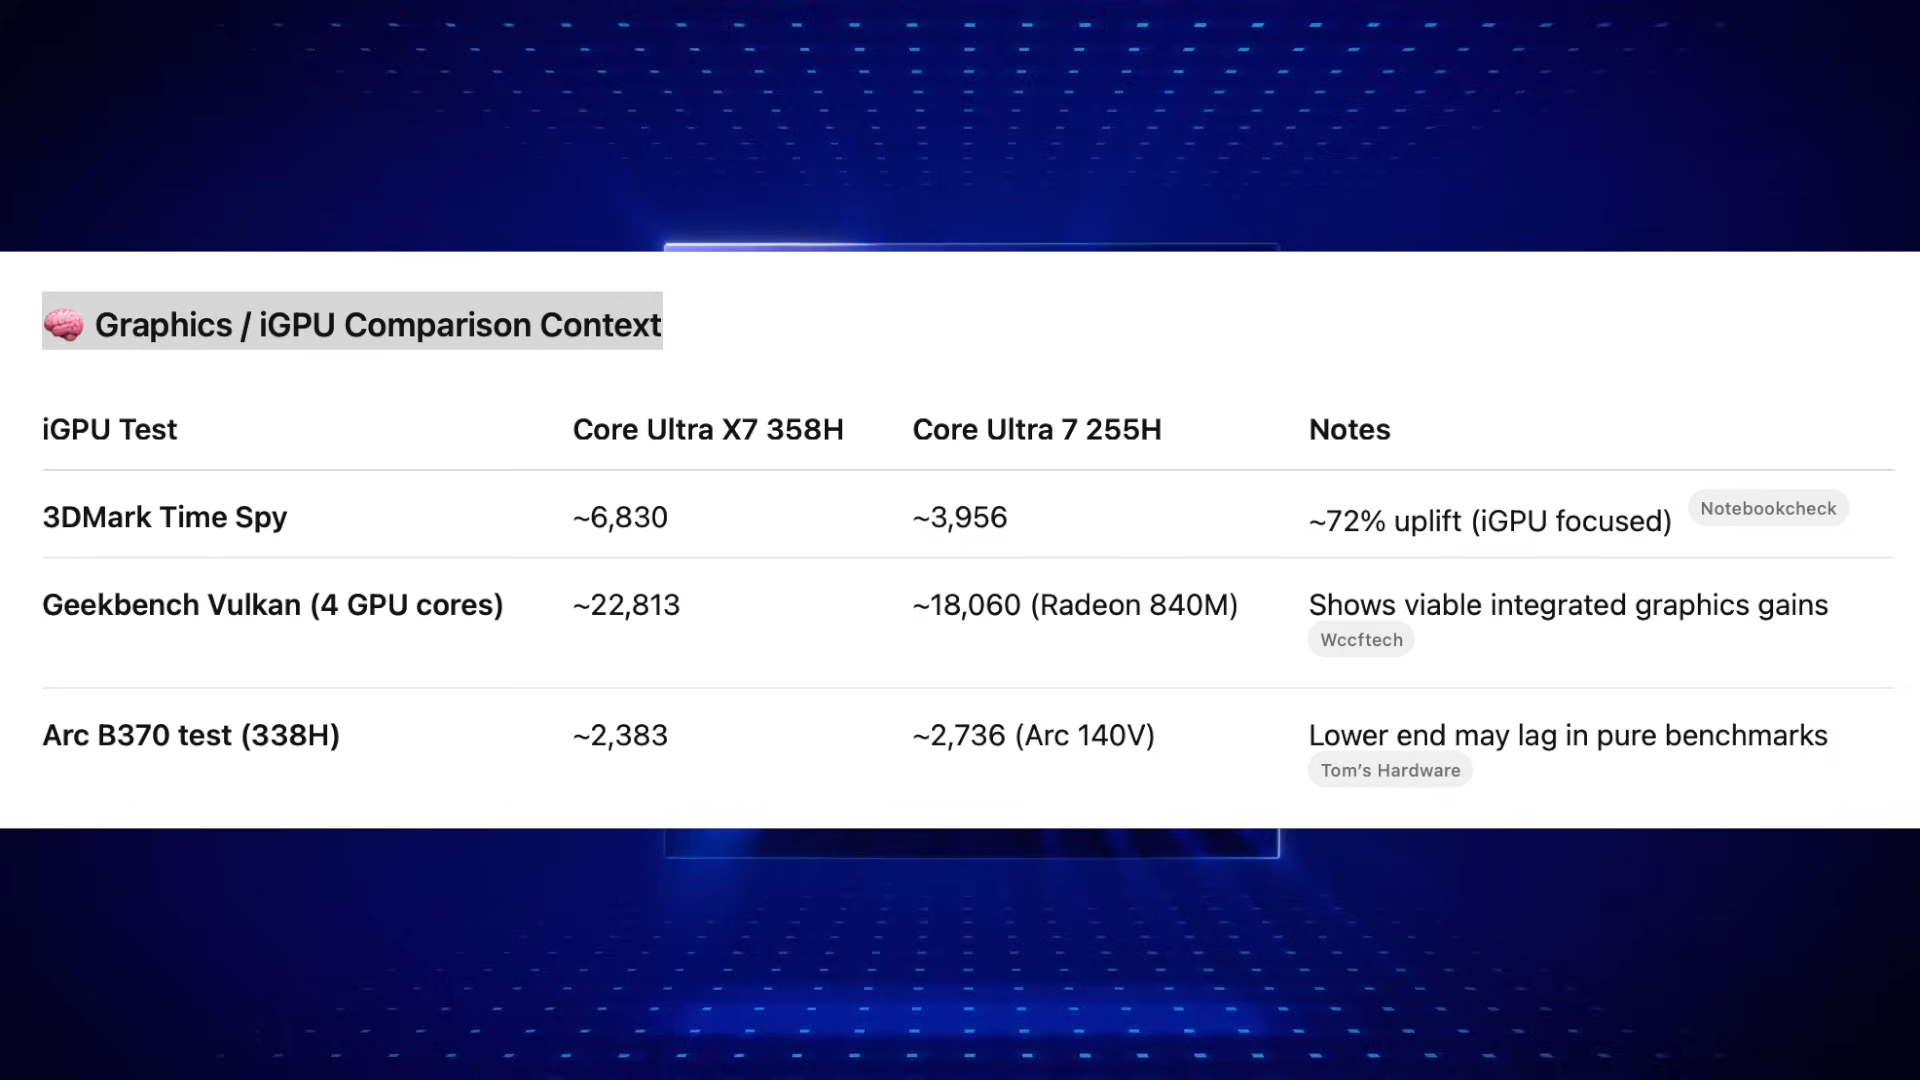 🧠 Graphics / iGPU Comparison Context
iGPU Test Core Ultra X7 358H Core Ultra 7 255H Notes
3DMark Time Spy ~6,830 ~3,956 ~72% uplift (iGPU focused) Notebookcheck
Geekbench Vulkan (4 GPU cores) ~22,813 ~18,060 (Radeon 840M) Shows viable integrated graphics gains
Wccftech
Arc B370 test (338H) ~2,383 ~2,736 (Arc 140V) Lower end may lag in pure benchmarks
Tom’s Hardware